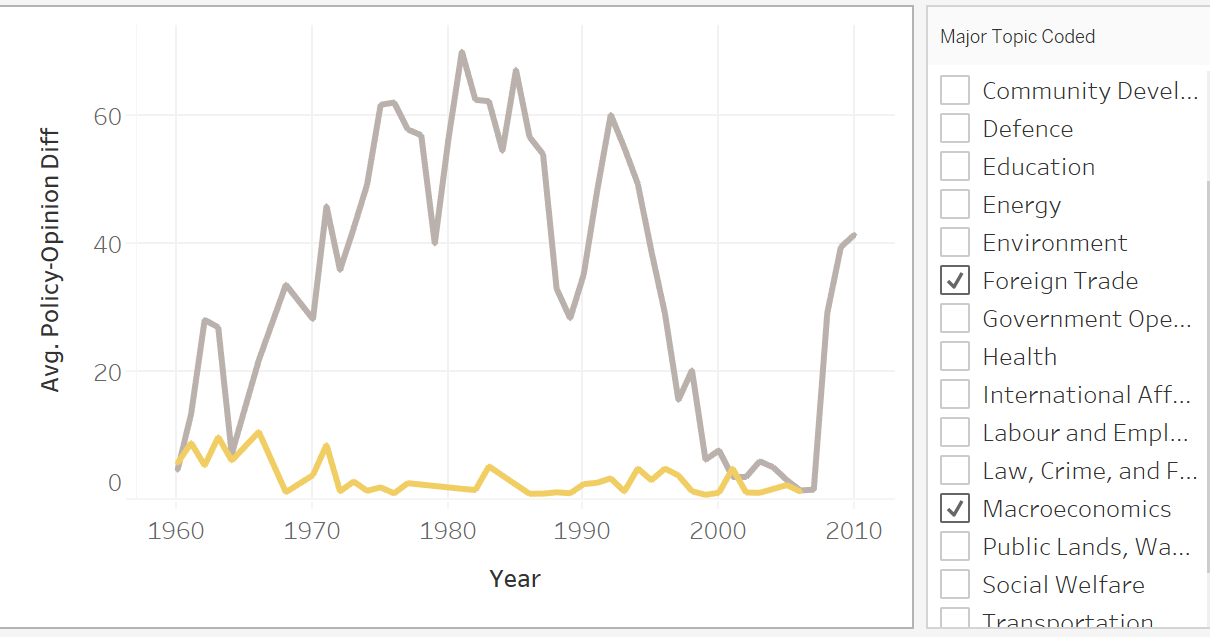 Avg. Policy-Opinion Diff
60
40
20
0
1960 1970 1980 1990 2000 2010
Year
Major Topic Coded
Community Devel...
Defence
Education
Energy
Environment
Foreign Trade
Government Ope...
Health
International Aff...
Labour and Empl...
Law, Crime, and F...
Macroeconomics
Public Lands, Wa...
Social Welfare
Transportation